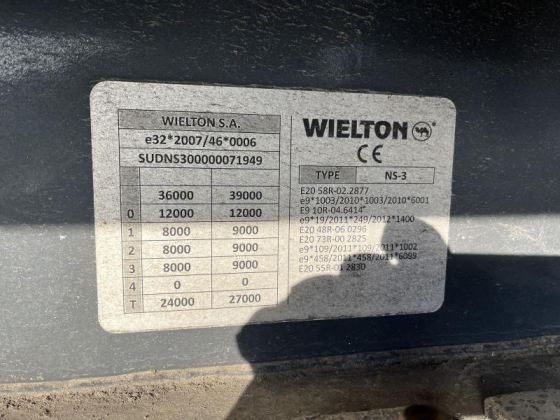 WIELTON S.A.
e32*2007/46*0006
SUDNS300000071949
36000 39000
0 12000 12000
1 8000 9000
2 8000 9000
3 8000 9000
4 0 0
T 24000 27000
WIELTON ®
CE
TYPE NS-3
E20 58R-02.2877
e9*1003/2010*1003/2010*6001
E9 10R-04.6414*
e9*19/2011*249/2012*1400
E20 48R-06 0296
E20 73R-00 2825
e9*109/2011*109/2011*1002
e9*458/2011*458/2011*6099
E20 55R-01 2830